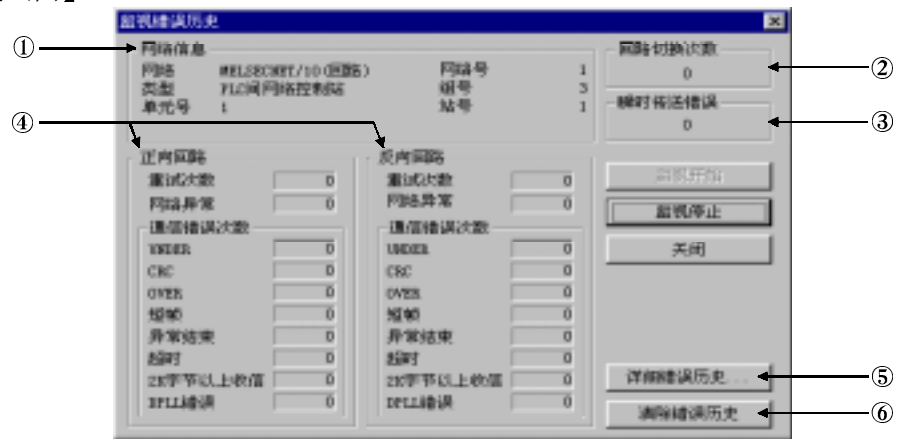 监视错误历史
① 网络信息
网络 MELSECNET/10(回路) 网络号 1
类型 PLC间网络控制站 组号 3
单元号 1 站号 1
回路切换次数
0 ②
瞬时传送错误
0 ③
④
正向回路
重试次数 0
网络异常 0
通信错误次数
UNDER 0
CRC 0
OVER 0
短帧 0
异常结束 0
超时 0
2K字节以上收信 0
DPLL错误 0
反向回路
重试次数 0
网络异常 0
通信错误次数
UNDER 0
CRC 0
OVER 0
短帧 0
异常结束 0
超时 0
2K字节以上收信 0
DPLL错误 0
监视开始
监视停止
关闭
详细错误历史... ⑤
清除错误历史 ⑥